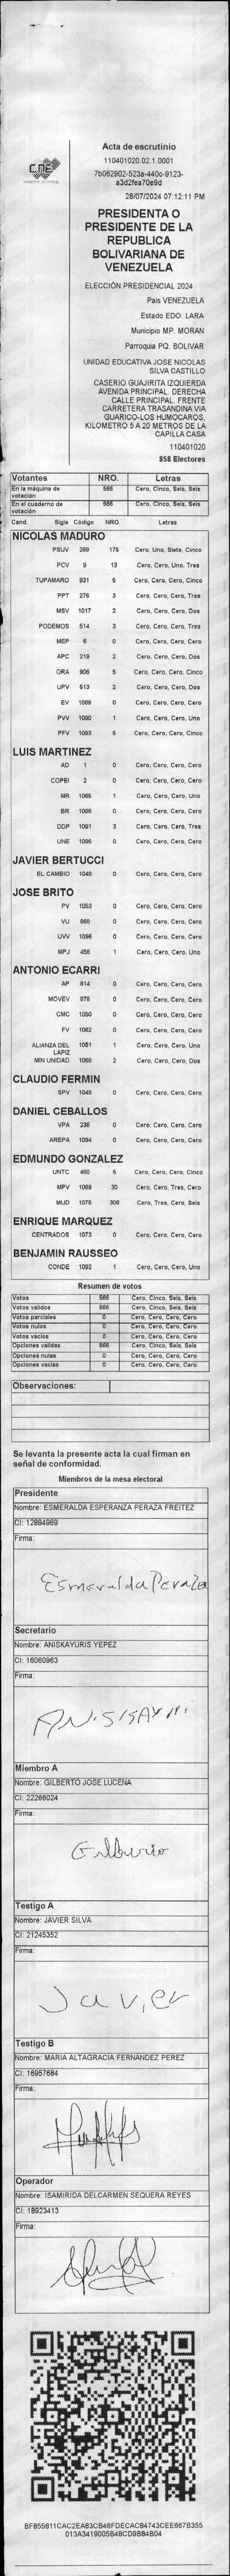 CNE
Acta de escrutinio
110401020.02.1.0001
7b062902-523a-440c-9123-
a3d2fea70e9d
28/07/2024 07:12:11 PM
PRESIDENTA O
PRESIDENTE DE LA
REPUBLICA
BOLIVARIANA DE
VENEZUELA
ELECCIÓN PRESIDENCIAL 2024
Pais VENEZUELA
Estado EDO. LARA
Municipio MP. MORAN
Parroquia PQ. BOLIVAR
UNIDAD EDUCATIVA JOSE NICOLAS
SILVA CASTILLO
CASERIO GUAJIRITA IZQUIERDA
AVENIDA PRINCIPAL. DERECHA
CALLE PRINCIPAL. FRENTE
CARRETERA TRASANDINA VIA
GUARICO-LOS HUMOCAROS,
KILOMETRO 5 A 20 METROS DE LA
CAPILLA CASA
110401020
858 Electores
Votantes NRO. Letras
En la máquina de votación 566 Cero, Cinco, Seis, Seis
En el cuaderno de votación 566 Cero, Cinco, Seis, Seis
Cand. Sigla Codigo NRO. Letras
NICOLAS MADURO
PSUV 269 175 Cero, Uno, Siete, Cinco
PCV 9 13 Cero, Cero, Uno, Tres
TUPAMARO 931 5 Cero, Cero, Cero, Cinco
PPT 276 3 Cero, Cero, Cero, Tres
MSV 1017 2 Cero, Cero, Cero, Dos
PODEMOS 514 3 Cero, Cero, Cero, Tres
MEP 6 0 Cero, Cero, Cero, Cero
APC 219 2 Cero, Cero, Cero, Dos
ORA 906 5 Cero, Cero, Cero, Cinco
UPV 513 2 Cero, Cero, Cero, Dos
EV 1089 0 Cero, Cero, Cero, Cero
PVV 1090 1 Cero, Cero, Cero, Uno
PFV 1093 5 Cero, Cero, Cero, Cinco
LUIS MARTINEZ
AD 1 0 Cero, Cero, Cero, Cero
COPEI 2 0 Cero, Cero, Cero, Cero
MR 1065 1 Cero, Cero, Cero, Uno
BR 1066 0 Cero, Cero, Cero, Cero
DDP 1091 3 Cero, Cero, Cero, Tres
UNE 1095 0 Cero, Cero, Cero, Cero
JAVIER BERTUCCI
EL CAMBIO 1048 0 Cero, Cero, Cero, Cero
JOSE BRITO
PV 1053 0 Cero, Cero, Cero, Cero
VU 868 0 Cero, Cero, Cero, Cero
UVV 1096 0 Cero, Cero, Cero, Cero
MPJ 456 1 Cero, Cero, Cero, Uno
ANTONIO ECARRI
AP 814 0 Cero, Cero, Cero, Cero
MOVEV 878 0 Cero, Cero, Cero, Cero
CMC 1050 0 Cero, Cero, Cero, Cero
FV 1062 0 Cero, Cero, Cero, Cero
ALIANZA DEL LAPIZ 1051 1 Cero, Cero, Cero, Uno
MIN UNIDAD 1068 2 Cero, Cero, Cero, Dos
CLAUDIO FERMIN
SPV 1049 0 Cero, Cero, Cero, Cero
DANIEL CEBALLOS
VPA 236 0 Cero, Cero, Cero, Cero
AREPA 1094 0 Cero, Cero, Cero, Cero
EDMUNDO GONZALEZ
UNTC 460 5 Cero, Cero, Cero, Cinco
MPV 1069 30 Cero, Cero, Tres, Cero
MUD 1075 306 Cero, Tres, Cero, Seis
ENRIQUE MARQUEZ
CENTRADOS 1073 0 Cero, Cero, Cero, Cero
BENJAMIN RAUSSEO
CONDE 1092 1 Cero, Cero, Cero, Uno
Resumen de votos
Votos 566 Cero, Cinco, Seis, Seis
Votos validos 566 Cero, Cinco, Seis, Seis
Votos parciales 0 Cero, Cero, Cero, Cero
Votos nulos 0 Cero, Cero, Cero, Cero
Votos vacios 0 Cero, Cero, Cero, Cero
Opciones validas 566 Cero, Cinco, Seis, Seis
Opciones nulas 0 Cero, Cero, Cero, Cero
Opciones vacias 0 Cero, Cero, Cero, Cero
Observaciones:
Se levanta la presente acta la cual firman en
señal de conformidad.
Miembros de la mesa electoral
Presidente
Nombre: ESMERALDA ESPERANZA PERAZA FREITEZ
CI: 12884969
Firma:
Esmeralda Peraza
Secretario
Nombre: ANISKAYURIS YEPEZ
CI: 16060963
Firma:
Miembro A
Nombre: GILBERTO JOSE LUCENA
CI: 22266024
Firma:
Gilberto
Testigo A
Nombre: JAVIER SILVA
CI: 21245352
Firma:
Javier
Testigo B
Nombre: MARIA ALTAGRACIA FERNANDEZ PEREZ
CI: 16957684
Firma:
Operador
Nombre: ISAMIRIDA DELCARMEN SEQUERA REYES
CI: 18923413
Firma:
BF855811CAC2EA83CB46FDECAC84743CEE667B355
013A3419005B48CD9B84B04